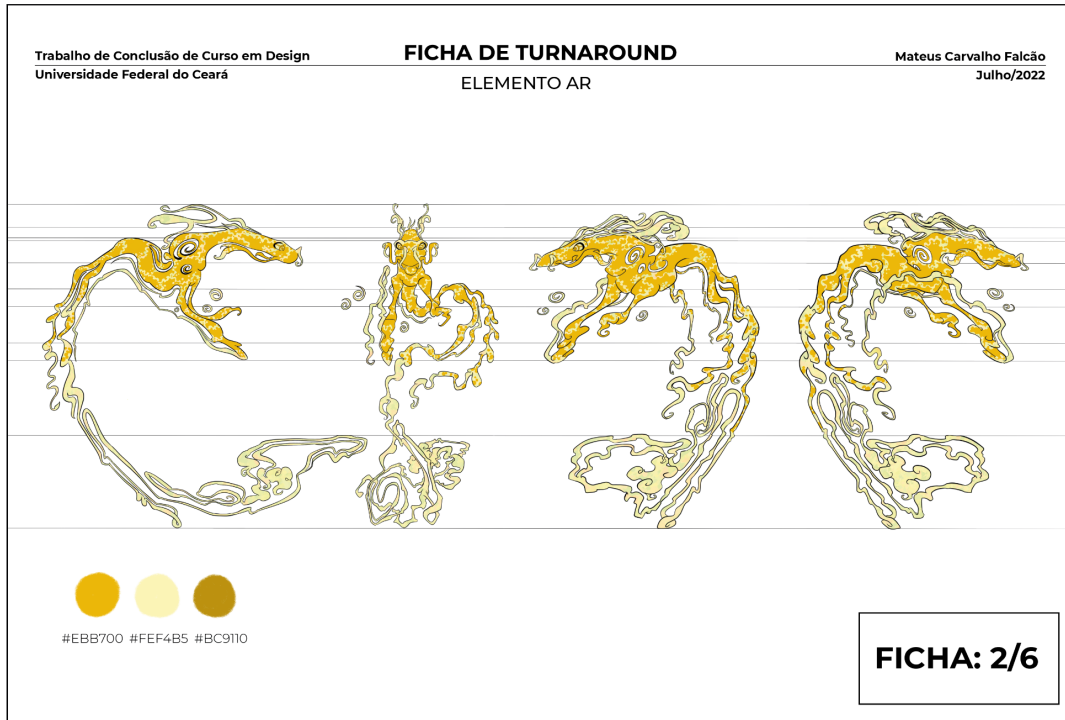 Trabalho de Conclusão de Curso em Design
Universidade Federal do Ceará
FICHA DE TURNAROUND
ELEMENTO AR
Mateus Carvalho Falcão
Julho/2022
#EBB700 #FEF4B5 #BC9110
FICHA: 2/6